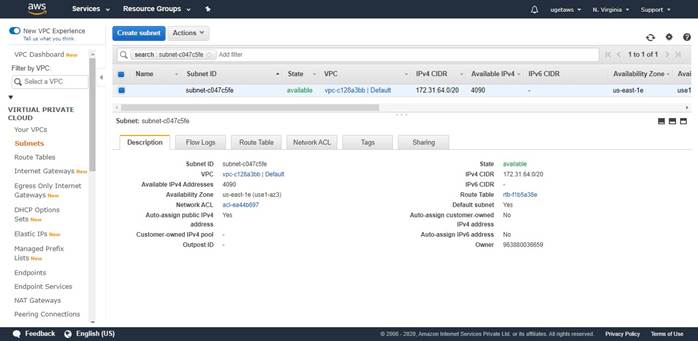 aws
Services
Resource Groups
ugetaws
N. Virginia
Support
New VPC Experience
Tell us what you think
VPC Dashboard New
Filter by VPC:
Select a VPC
VIRTUAL PRIVATE
CLOUD
Your VPCs
Subnets
Route Tables
Internet Gateways New
Egress Only Internet
Gateways New
DHCP Options
Sets New
Elastic IPs New
Managed Prefix
Lists New
Endpoints
Endpoint Services
NAT Gateways
Peering Connections
Create subnet
Actions
search : subnet-c047c5fe
Add filter
1 to 1 of 1
Name Subnet ID State VPC IPv4 CIDR Available IPv4 IPv6 CIDR Availability Zone Availa
subnet-c047c5fe available vpc-c128a3bb | Default 172.31.64.0/20 4090 - us-east-1e use1
Subnet: subnet-c047c5fe
Description Flow Logs Route Table Network ACL Tags Sharing
Subnet ID subnet-c047c5fe State available
VPC vpc-c128a3bb | Default IPv4 CIDR 172.31.64.0/20
Available IPv4 Addresses 4090 IPv6 CIDR -
Availability Zone us-east-1e (use1-az3) Route Table rtb-f1b5a38e
Network ACL acl-ea44b697 Default subnet Yes
Auto-assign public IPv4 address Yes Auto-assign customer-owned IPv4 address No
Customer-owned IPv4 pool - Auto-assign IPv6 address No
Outpost ID - Owner 963880036659
Feedback
English (US)
© 2008 - 2020, Amazon Internet Services Private Ltd. or its affiliates. All rights reserved.
Privacy Policy
Terms of Use